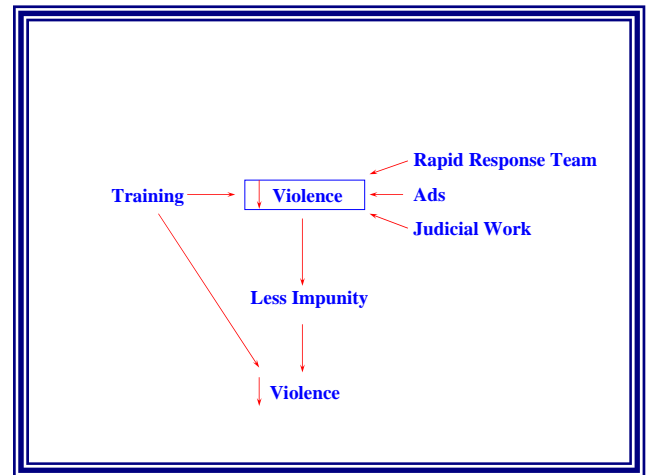 Rapid Response Team
Training
Violence
Ads
Judicial Work
Less Impunity
Violence